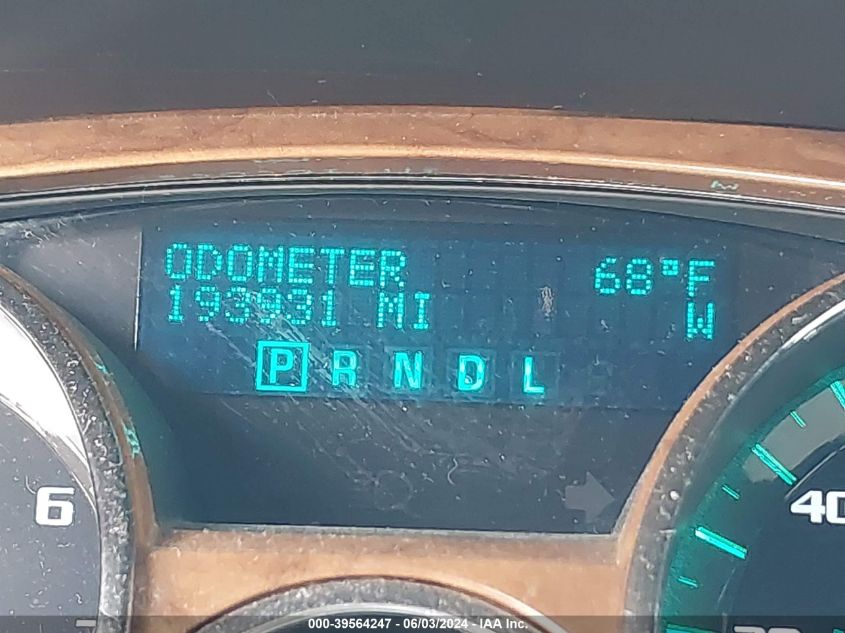 ODOMETER 68°F
193931 MI W
P R N D L
6
40
000-39564247 - 06/03/2024 - IAA Inc.